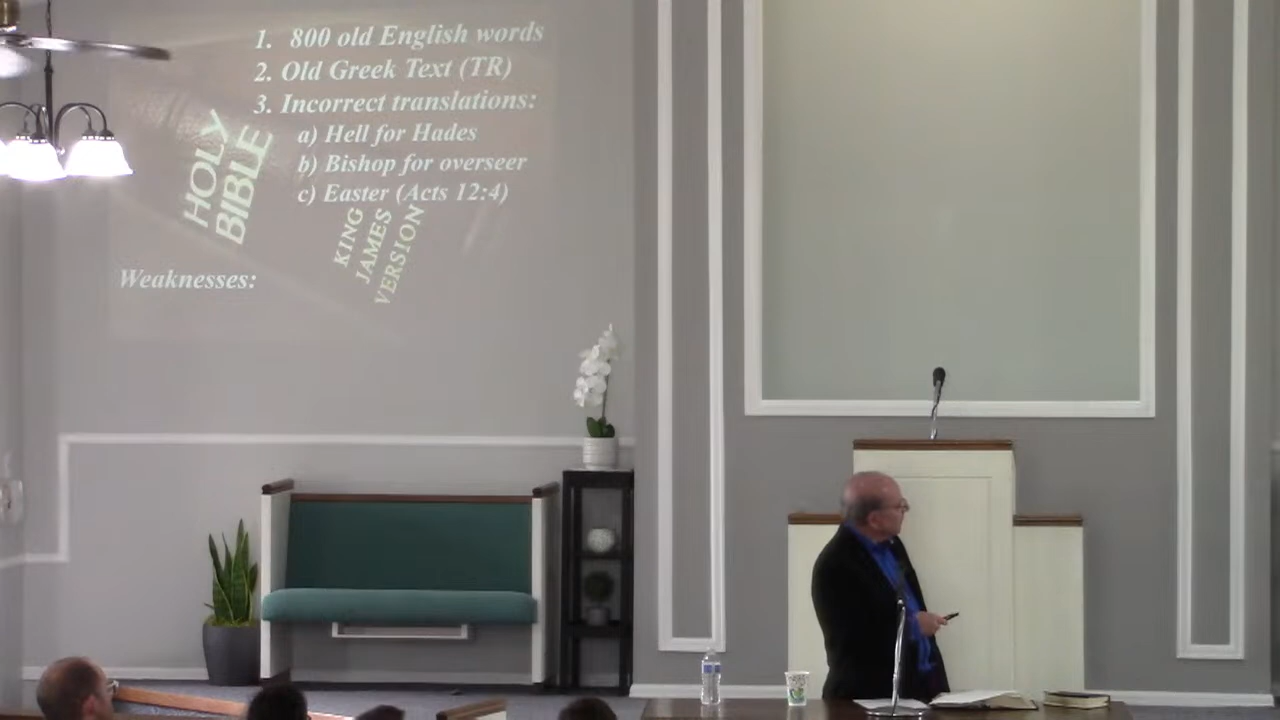 1. 800 old English words
2. Old Greek Text (TR)
3. Incorrect translations:
a) Hell for Hades
b) Bishop for overseer
c) Easter (Acts 12:4)
HOLY
BIBLE
KING
JAMES
VERSION
Weaknesses: